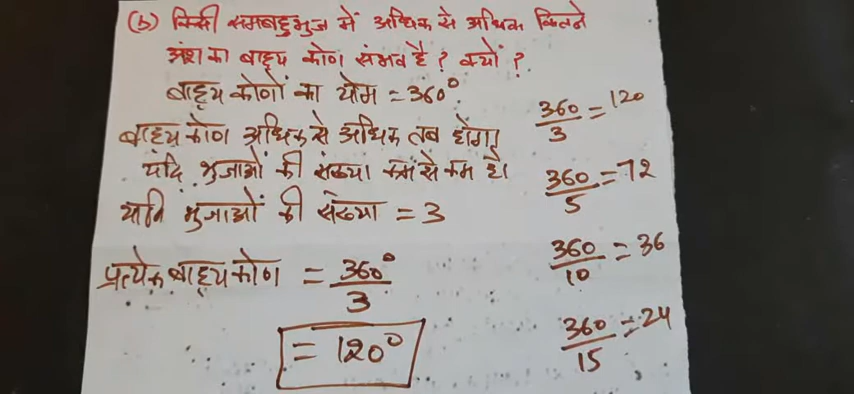 (b) किसी समबहुभुज में अधिक से अधिक कितने
अंश का बाह्य कोण संभव है? क्यों?
बाह्य कोणों का योग = 360°
बाह्य कोण अधिक से अधिक तब होगा
यदि भुजाओं की संख्या कम से कम हो।
यानि भुजाओं की संख्या = 3
प्रत्येक बाह्य कोण = 360°/3
= 120°
360/3 = 120
360/5 = 72
360/10 = 36
360/15 = 24